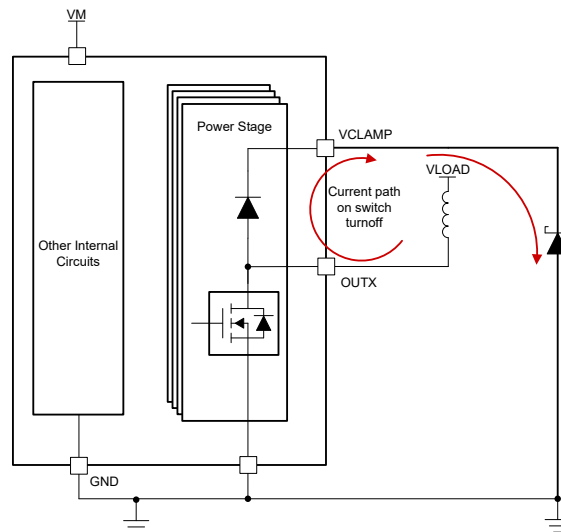 VM
Power Stage
VCLAMP
VLOAD
Current path
on switch
turnoff
Other Internal
Circuits
OUTX
GND